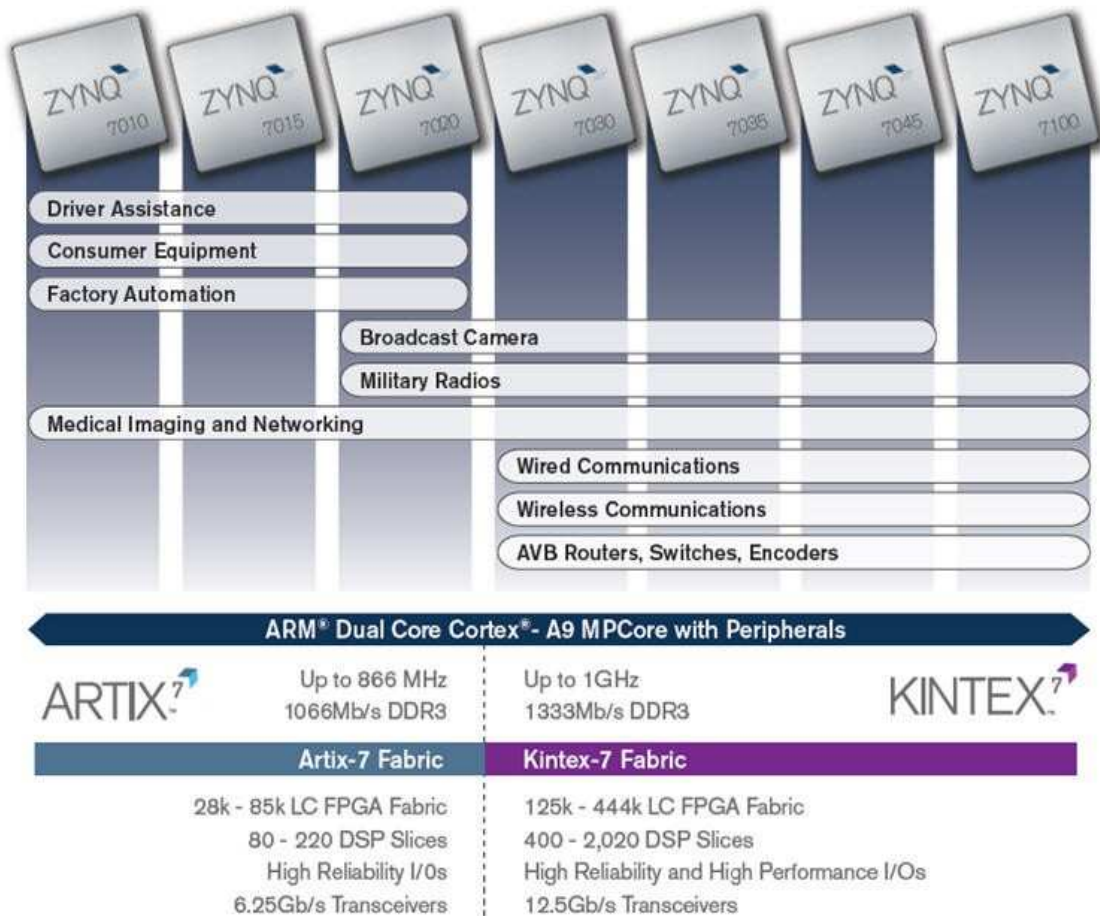 ZYNQ 7010
ZYNQ 7015
ZYNQ 7020
ZYNQ 7030
ZYNQ 7035
ZYNQ 7045
ZYNQ 7100
Driver Assistance
Consumer Equipment
Factory Automation
Broadcast Camera
Military Radios
Medical Imaging and Networking
Wired Communications
Wireless Communications
AVB Routers, Switches, Encoders
ARM® Dual Core Cortex®- A9 MPCore with Peripherals
ARTIX7™
Up to 866 MHz
1066Mb/s DDR3
Up to 1GHz
1333Mb/s DDR3
KINTEX7™
Artix-7 Fabric
Kintex-7 Fabric
28k - 85k LC FPGA Fabric
80 - 220 DSP Slices
High Reliability I/0s
6.25Gb/s Transceivers
125k - 444k LC FPGA Fabric
400 - 2,020 DSP Slices
High Reliability and High Performance I/Os
12.5Gb/s Transceivers